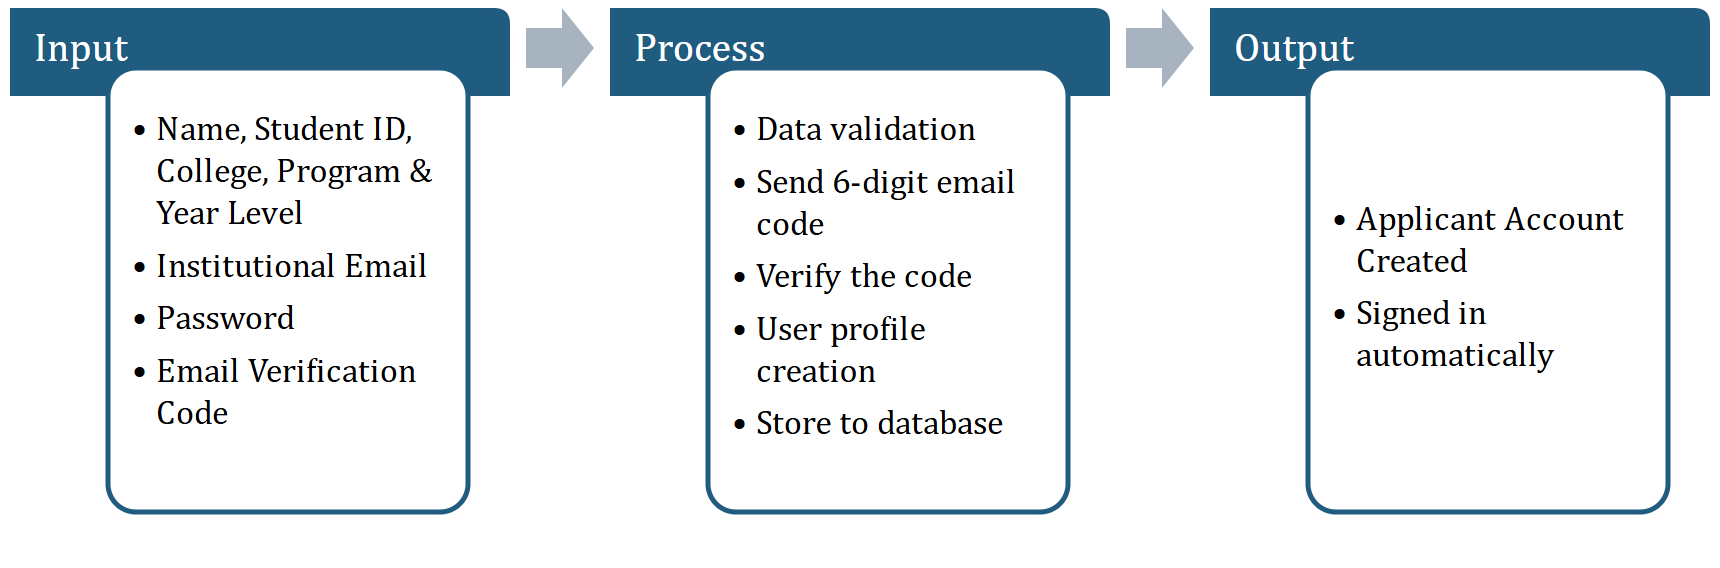 Input
• Name, Student ID,
College, Program &
Year Level
• Institutional Email
• Password
• Email Verification
Code
Process
• Data validation
• Send 6-digit email
code
• Verify the code
• User profile
creation
• Store to database
Output
• Applicant Account
Created
• Signed in
automatically